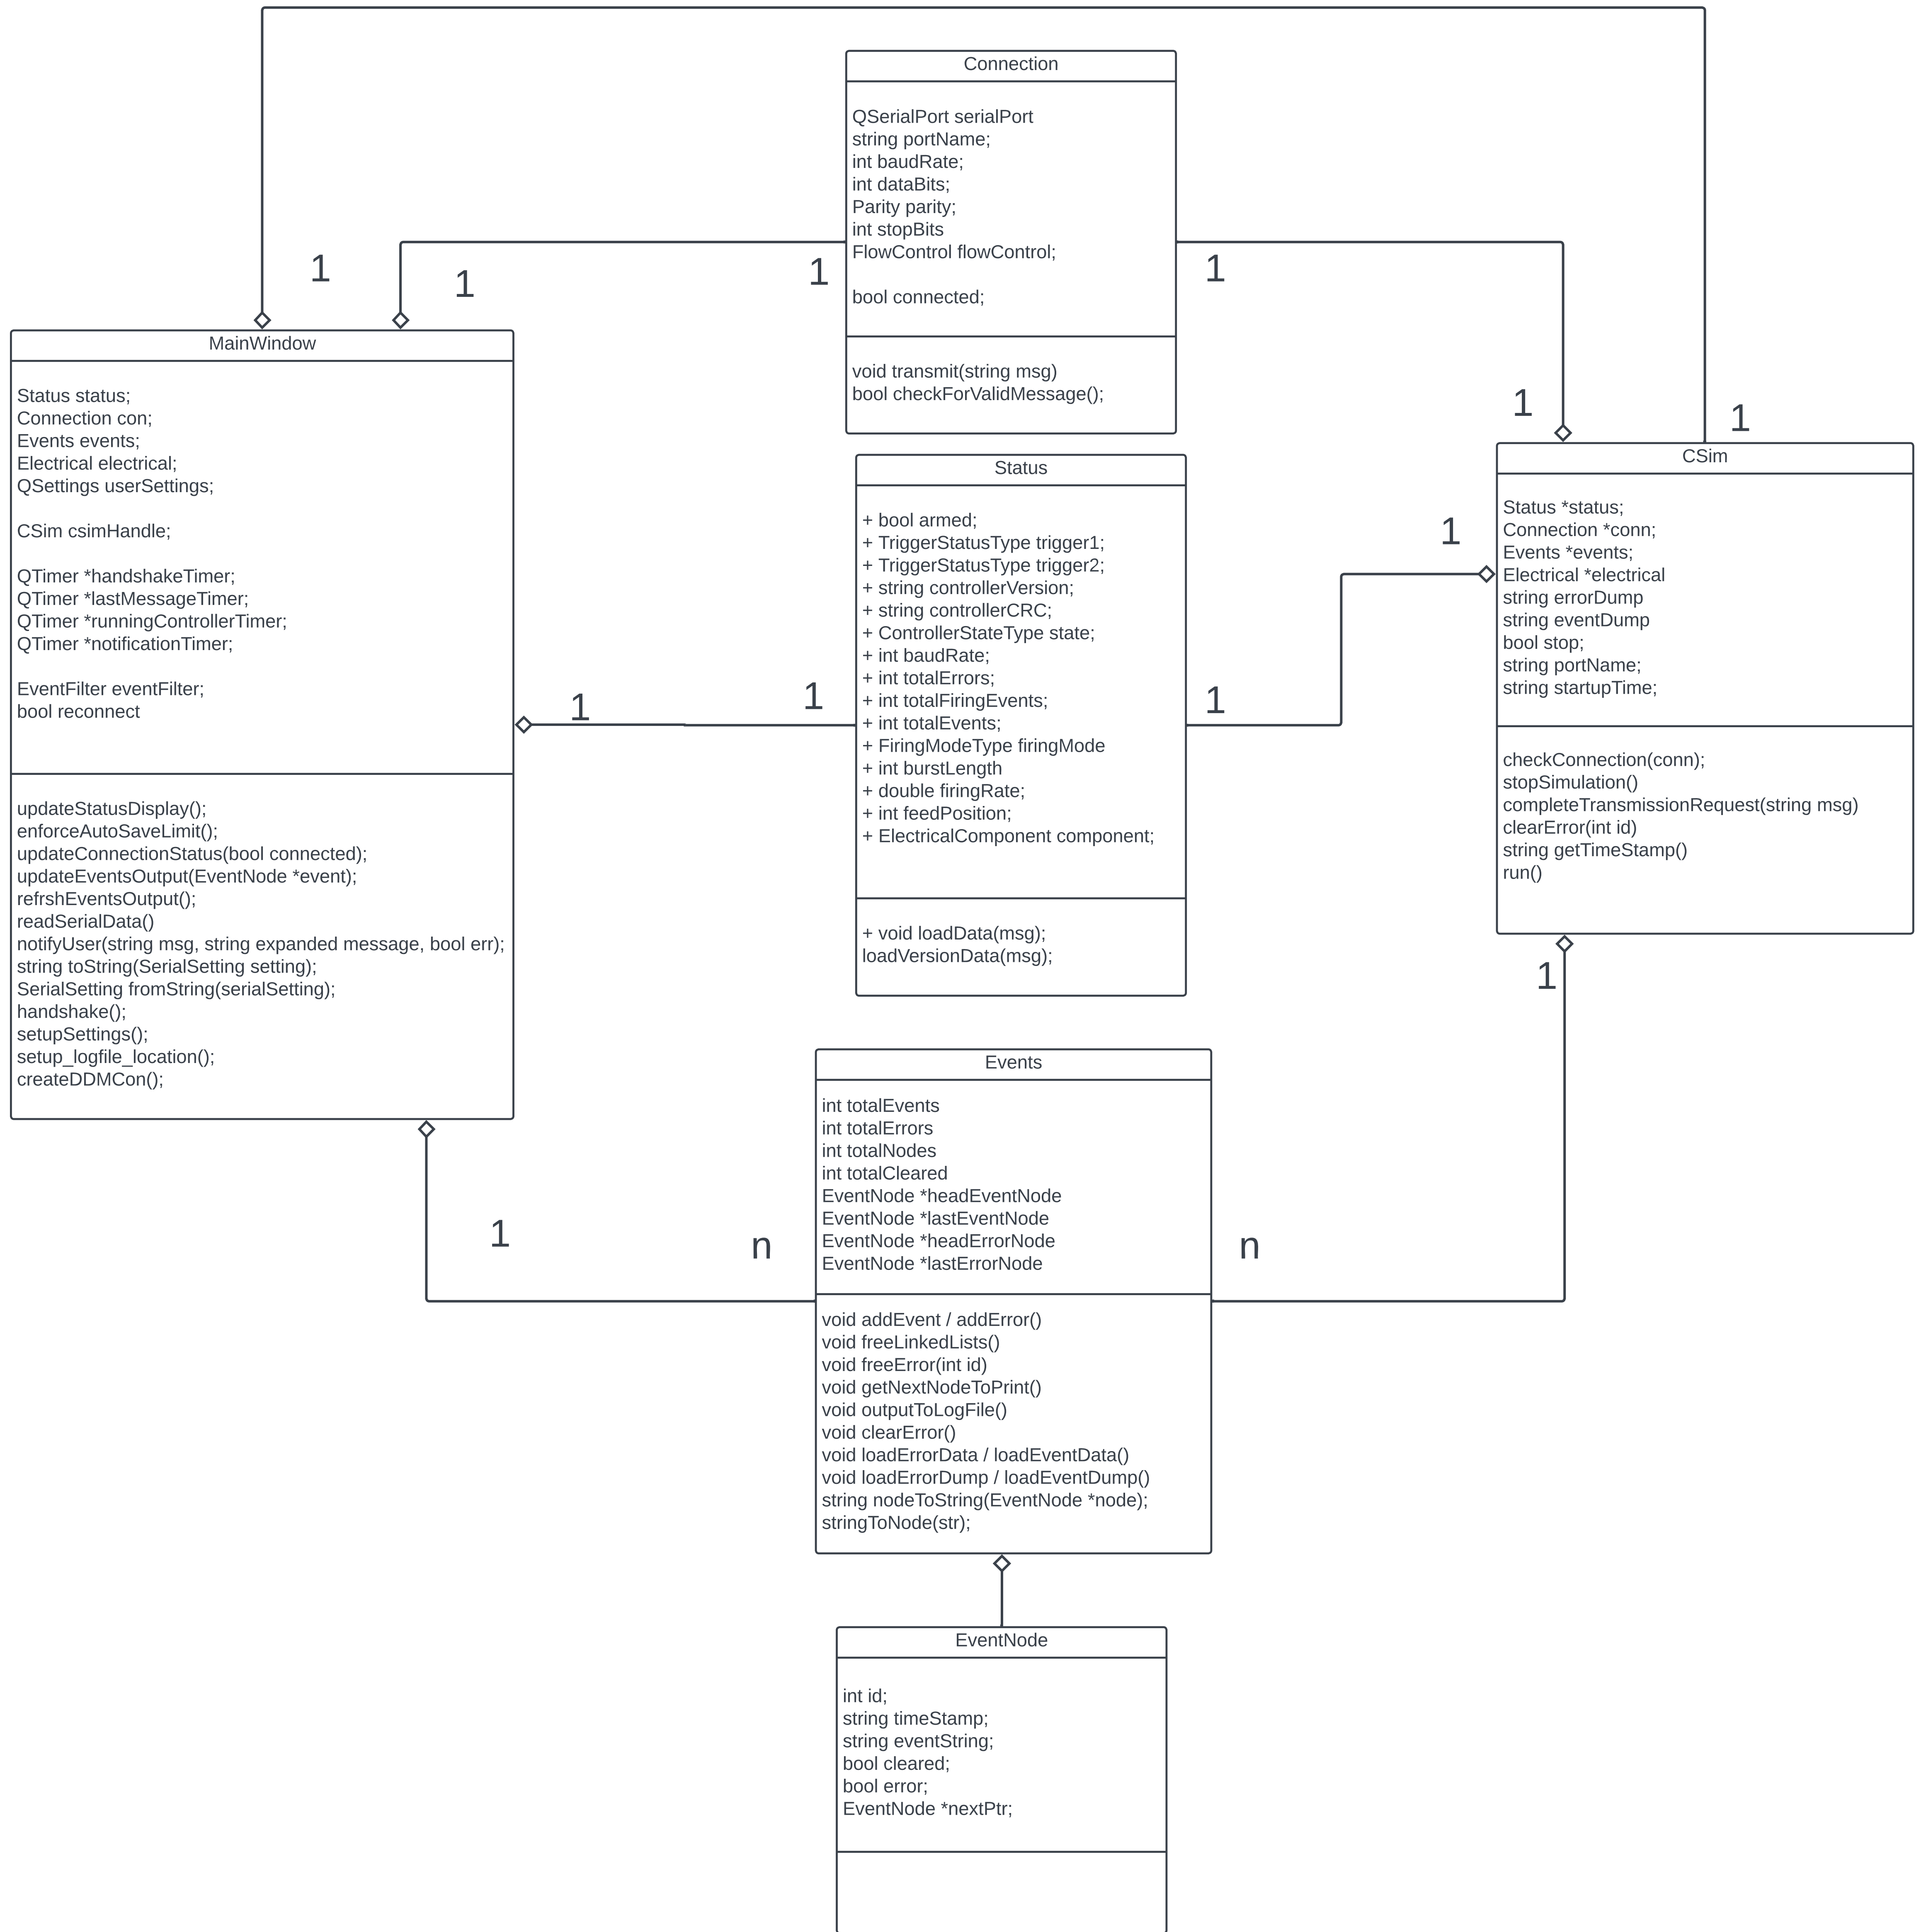 Connection
QSerialPort serialPort
string portName;
int baudRate;
int dataBits;
Parity parity;
int stopBits
FlowControl flowControl;
bool connected;
void transmit(string msg)
bool checkForValidMessage();
1
1
1
1
1
1
MainWindow
Status status;
Connection con;
Events events;
Electrical electrical;
QSettings userSettings;
CSim csimHandle;
QTimer *handshakeTimer;
QTimer *lastMessageTimer;
QTimer *runningControllerTimer;
QTimer *notificationTimer;
EventFilter eventFilter;
bool reconnect
updateStatusDisplay();
enforceAutoSaveLimit();
updateConnectionStatus(bool connected);
updateEventsOutput(EventNode *event);
refrshEventsOutput();
readSerialData()
notifyUser(string msg, string expanded message, bool err);
string toString(SerialSetting setting);
SerialSetting fromString(serialSetting);
handshake();
setupSettings();
setup_logfile_location();
createDDMCon();
1
1
Status
+ bool armed;
+ TriggerStatusType trigger1;
+ TriggerStatusType trigger2;
+ string controllerVersion;
+ string controllerCRC;
+ ControllerStateType state;
+ int baudRate;
+ int totalErrors;
+ int totalFiringEvents;
+ int totalEvents;
+ FiringModeType firingMode
+ int burstLength
+ double firingRate;
+ int feedPosition;
+ ElectricalComponent component;
+ void loadData(msg);
loadVersionData(msg);
1
1
CSim
Status *status;
Connection *conn;
Events *events;
Electrical *electrical
string errorDump
string eventDump
bool stop;
string portName;
string startupTime;
checkConnection(conn);
stopSimulation()
completeTransmissionRequest(string msg)
clearError(int id)
string getTimeStamp()
run()
1
1
n
Events
int totalEvents
int totalErrors
int totalNodes
int totalCleared
EventNode *headEventNode
EventNode *lastEventNode
EventNode *headErrorNode
EventNode *lastErrorNode
void addEvent / addError()
void freeLinkedLists()
void freeError(int id)
void getNextNodeToPrint()
void outputToLogFile()
void clearError()
void loadErrorData / loadEventData()
void loadErrorDump / loadEventDump()
string nodeToString(EventNode *node);
stringToNode(str);
n
EventNode
int id;
string timeStamp;
string eventString;
bool cleared;
bool error;
EventNode *nextPtr;